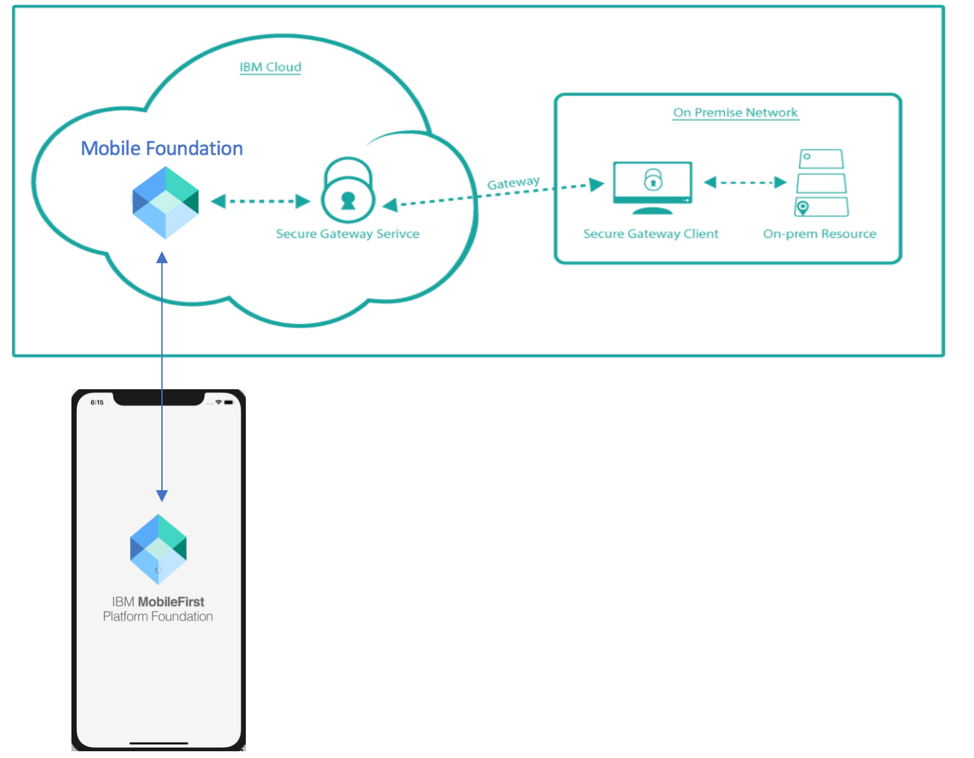 IBM Cloud
On Premise Network
Mobile Foundation
Gateway
Secure Gateway Serivce
Secure Gateway Client
On-prem Resource
6:15
IBM MobileFirst
Platform Foundation